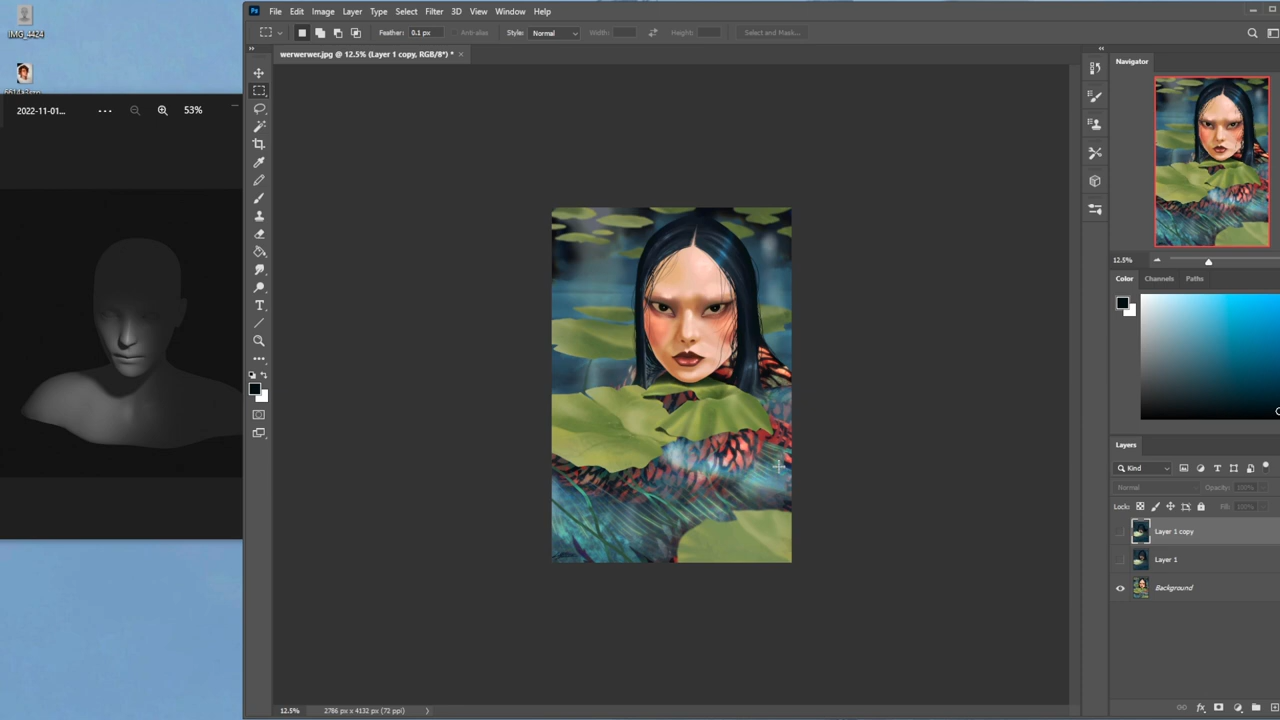 IMG_4424
2022-11-01...
53%
File Edit Image Layer Type Select Filter 3D View Window Help
Feather: 0.1 px Anti-alias Style: Normal Width: Height: Select and Mask...
werwerwer.jpg @ 12.5% (Layer 1 copy, RGB/8*) *
Navigator
12.5%
Color Channels Paths
Layers
Kind
Normal Opacity: 100%
Lock: Fill: 100%
Layer 1 copy
Layer 1
Background
12.5% 2786 px x 4132 px (72 ppi)